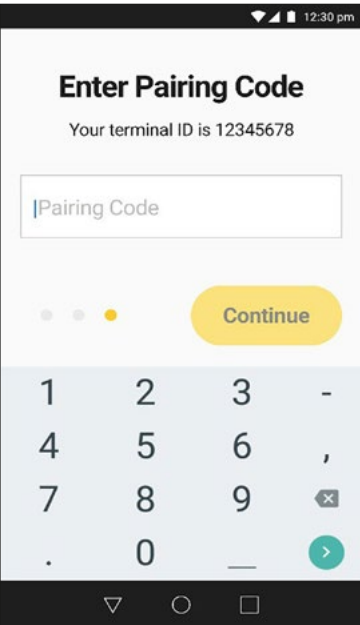 12:30 pm
Enter Pairing Code
Your terminal ID is 12345678
Pairing Code
Continue
1 2 3 -
4 5 6 ,
7 8 9
. 0 _